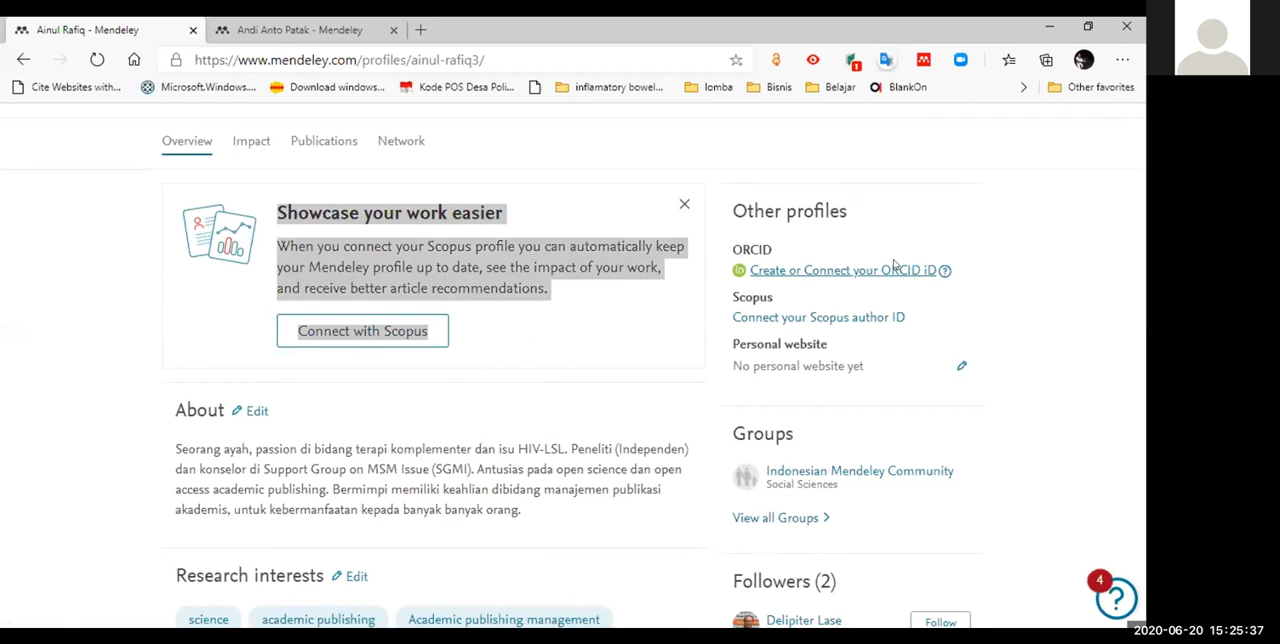 Ainul Rafiq - Mendeley
Andi Anto Patak - Mendeley
https://www.mendeley.com/profiles/ainul-rafiq3/
1
Cite Websites with...
Microsoft.Windows....
Download windows...
Kode POS Desa Poli...
inflamatory bowel...
lomba
Bisnis
Belajar
BlankOn
Other favorites
Overview
Impact
Publications
Network
Showcase your work easier
When you connect your Scopus profile you can automatically keep
your Mendeley profile up to date, see the impact of your work,
and receive better article recommendations.
Connect with Scopus
About
Edit
Seorang ayah, passion di bidang terapi komplementer dan isu HIV-LSL. Peneliti (Independen)
dan konselor di Support Group on MSM Issue (SGMI). Antusias pada open science dan open
access academic publishing. Bermimpi memiliki keahlian dibidang manajemen publikasi
akademis, untuk kebermanfaatan kepada banyak banyak orang.
Research interests
Edit
science
academic publishing
Academic publishing management
Other profiles
ORCID
iD
Create or Connect your ORCID iD
?
Scopus
Connect your Scopus author ID
Personal website
No personal website yet
Groups
Indonesian Mendeley Community
Social Sciences
View all Groups
Followers (2)
Delipiter Lase
Follow
4
?
2020-06-20 15:25:37